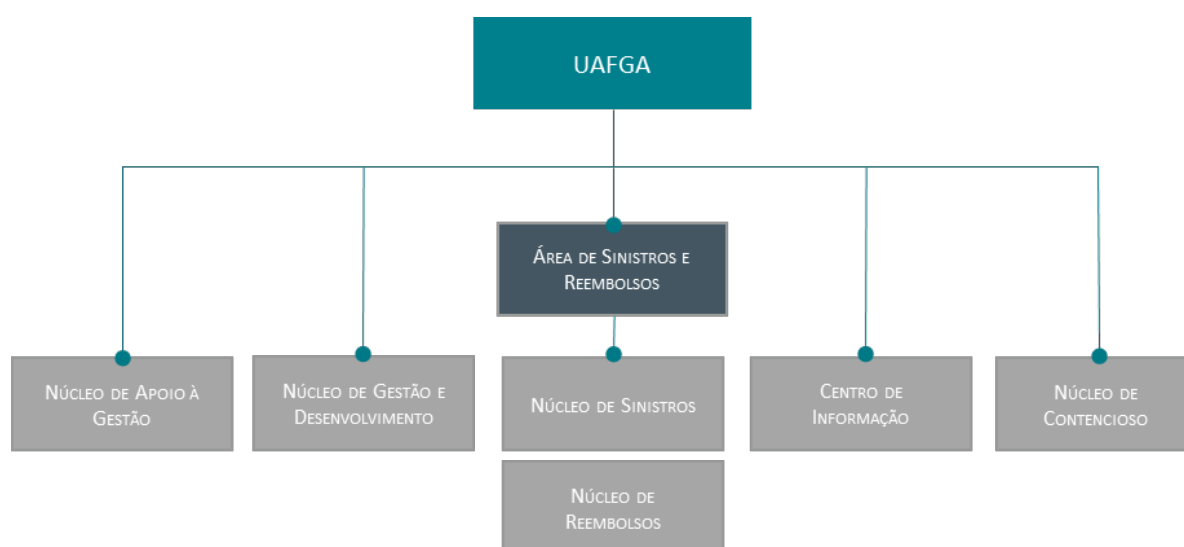 UAFGA
Área de Sinistros e
Reembolsos
Núcleo de Apoio à
Gestão
Núcleo de Gestão e
Desenvolvimento
Núcleo de Sinistros
Centro de
Informação
Núcleo de
Contencioso
Núcleo de
Reembolsos